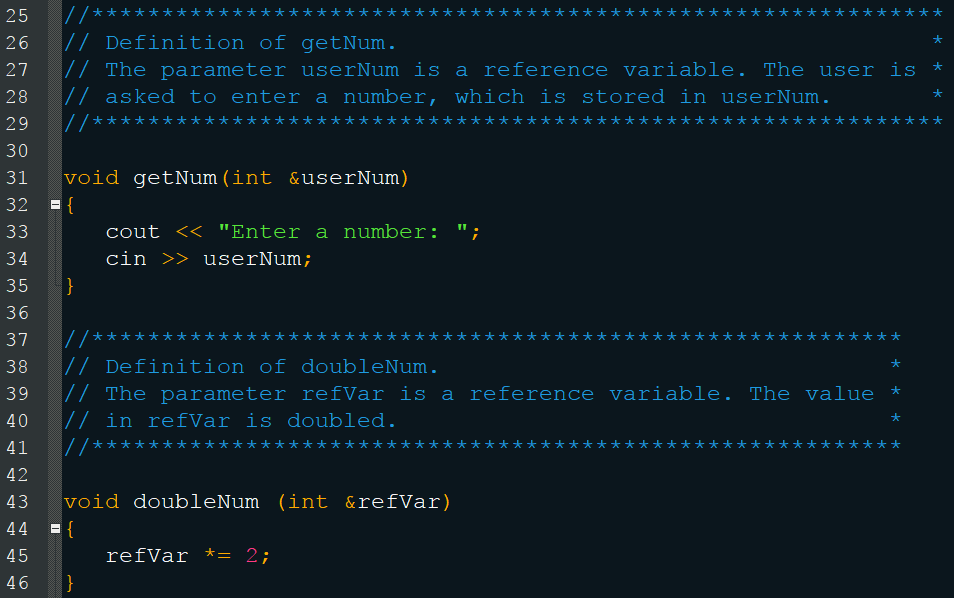 25 //*************************************************************
26 // Definition of getNum. *
27 // The parameter userNum is a reference variable. The user is *
28 // asked to enter a number, which is stored in userNum. *
29 //*************************************************************
30
31 void getNum(int &userNum)
32 {
33 cout << "Enter a number: ";
34 cin >> userNum;
35 }
36
37 //**********************************************************
38 // Definition of doubleNum. *
39 // The parameter refVar is a reference variable. The value *
40 // in refVar is doubled. *
41 //**********************************************************
42
43 void doubleNum (int &refVar)
44 {
45 refVar *= 2;
46 }